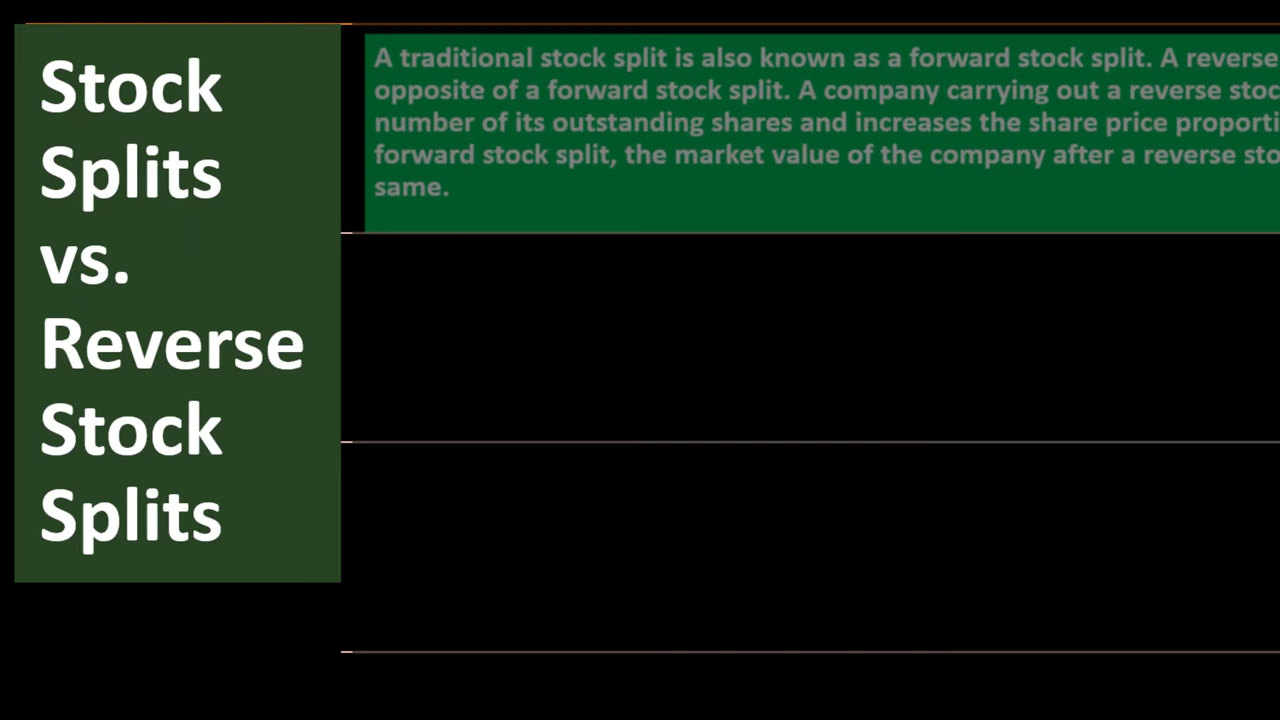 Stock
Splits
vs.
Reverse
Stock
Splits
A traditional stock split is also known as a forward stock split. A reverse
opposite of a forward stock split. A company carrying out a reverse stoc
number of its outstanding shares and increases the share price proporti
forward stock split, the market value of the company after a reverse sto
same.